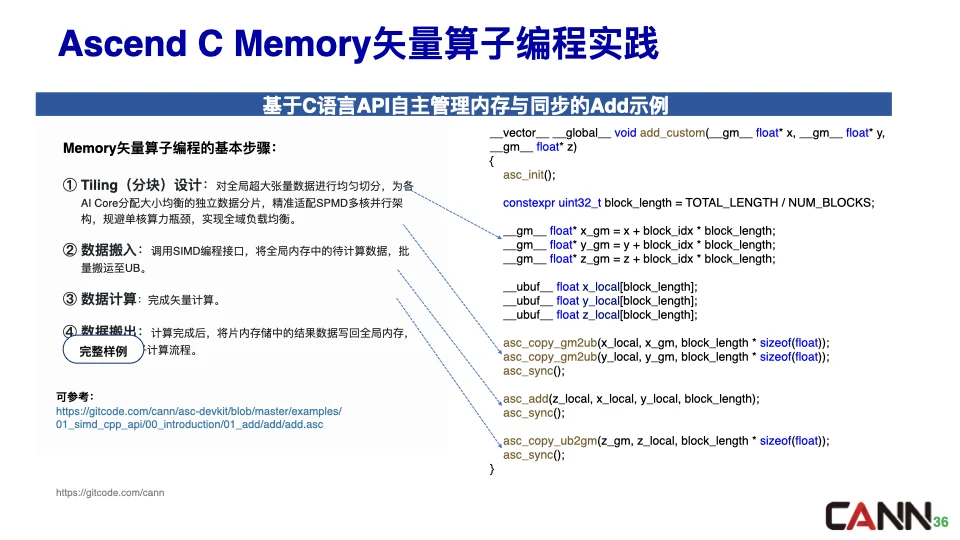 Ascend C Memory矢量算子编程实践
基于C语言API自主管理内存与同步的Add示例
Memory矢量算子编程的基本步骤：
① Tiling（分块）设计：对全局超大张量数据进行均匀切分，为各
AI Core分配大小均衡的独立数据分片，精准适配SPMD多核并行架
构，规避单核算力瓶颈，实现全域负载均衡。
② 数据搬入：调用SIMD编程接口，将全局内存中的待计算数据，批
量搬运至UB。
③ 数据计算：完成矢量计算。
④ 数据搬出：计算完成后，将片内存储中的结果数据写回全局内存，
计算流程。
完整样例
可参考：
https://gitcode.com/cann/asc-devkit/blob/master/examples/
01_simd_cpp_api/00_introduction/01_add/add/add.asc
https://gitcode.com/cann
__vector__ __global__ void add_custom(__gm__ float* x, __gm__ float* y,
__gm__ float* z)
{
asc_init();
constexpr uint32_t block_length = TOTAL_LENGTH / NUM_BLOCKS;
__gm__ float* x_gm = x + block_idx * block_length;
__gm__ float* y_gm = y + block_idx * block_length;
__gm__ float* z_gm = z + block_idx * block_length;
__ubuf__ float x_local[block_length];
__ubuf__ float y_local[block_length];
__ubuf__ float z_local[block_length];
asc_copy_gm2ub(x_local, x_gm, block_length * sizeof(float));
asc_copy_gm2ub(y_local, y_gm, block_length * sizeof(float));
asc_sync();
asc_add(z_local, x_local, y_local, block_length);
asc_sync();
asc_copy_ub2gm(z_gm, z_local, block_length * sizeof(float));
asc_sync();
}
CANN
36